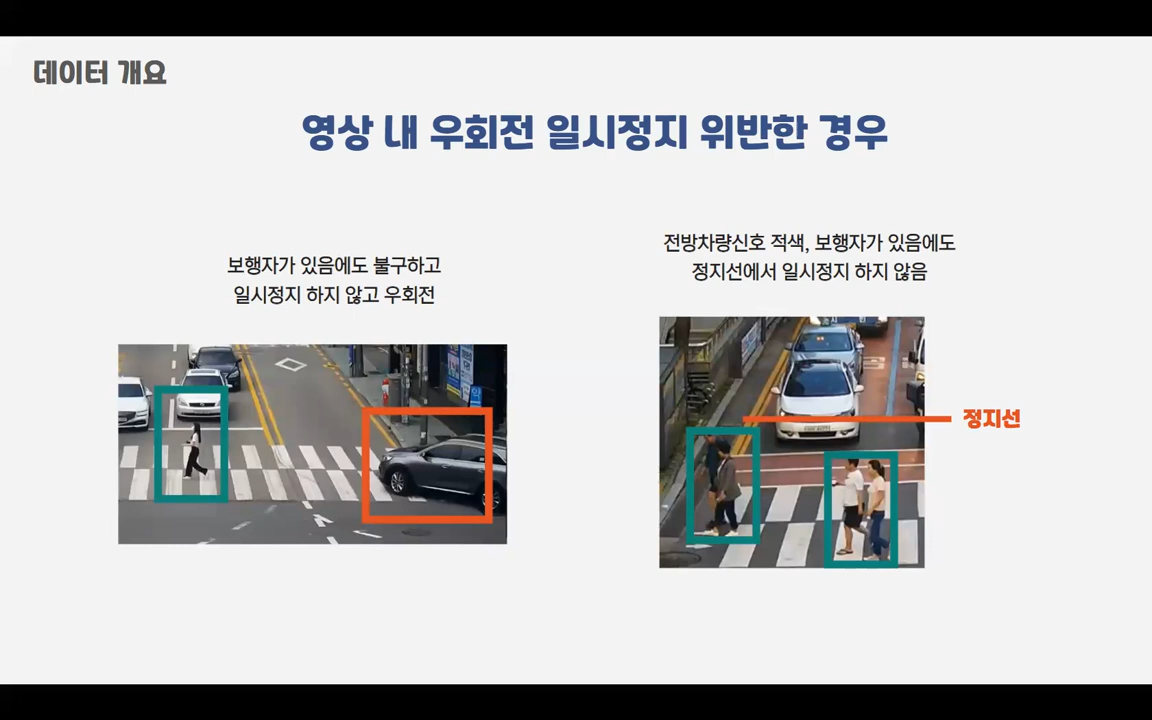 데이터 개요
영상 내 우회전 일시정지 위반한 경우
보행자가 있음에도 불구하고
일시정지 하지 않고 우회전
전방차량신호 적색, 보행자가 있음에도
정지선에서 일시정지 하지 않음
정지선